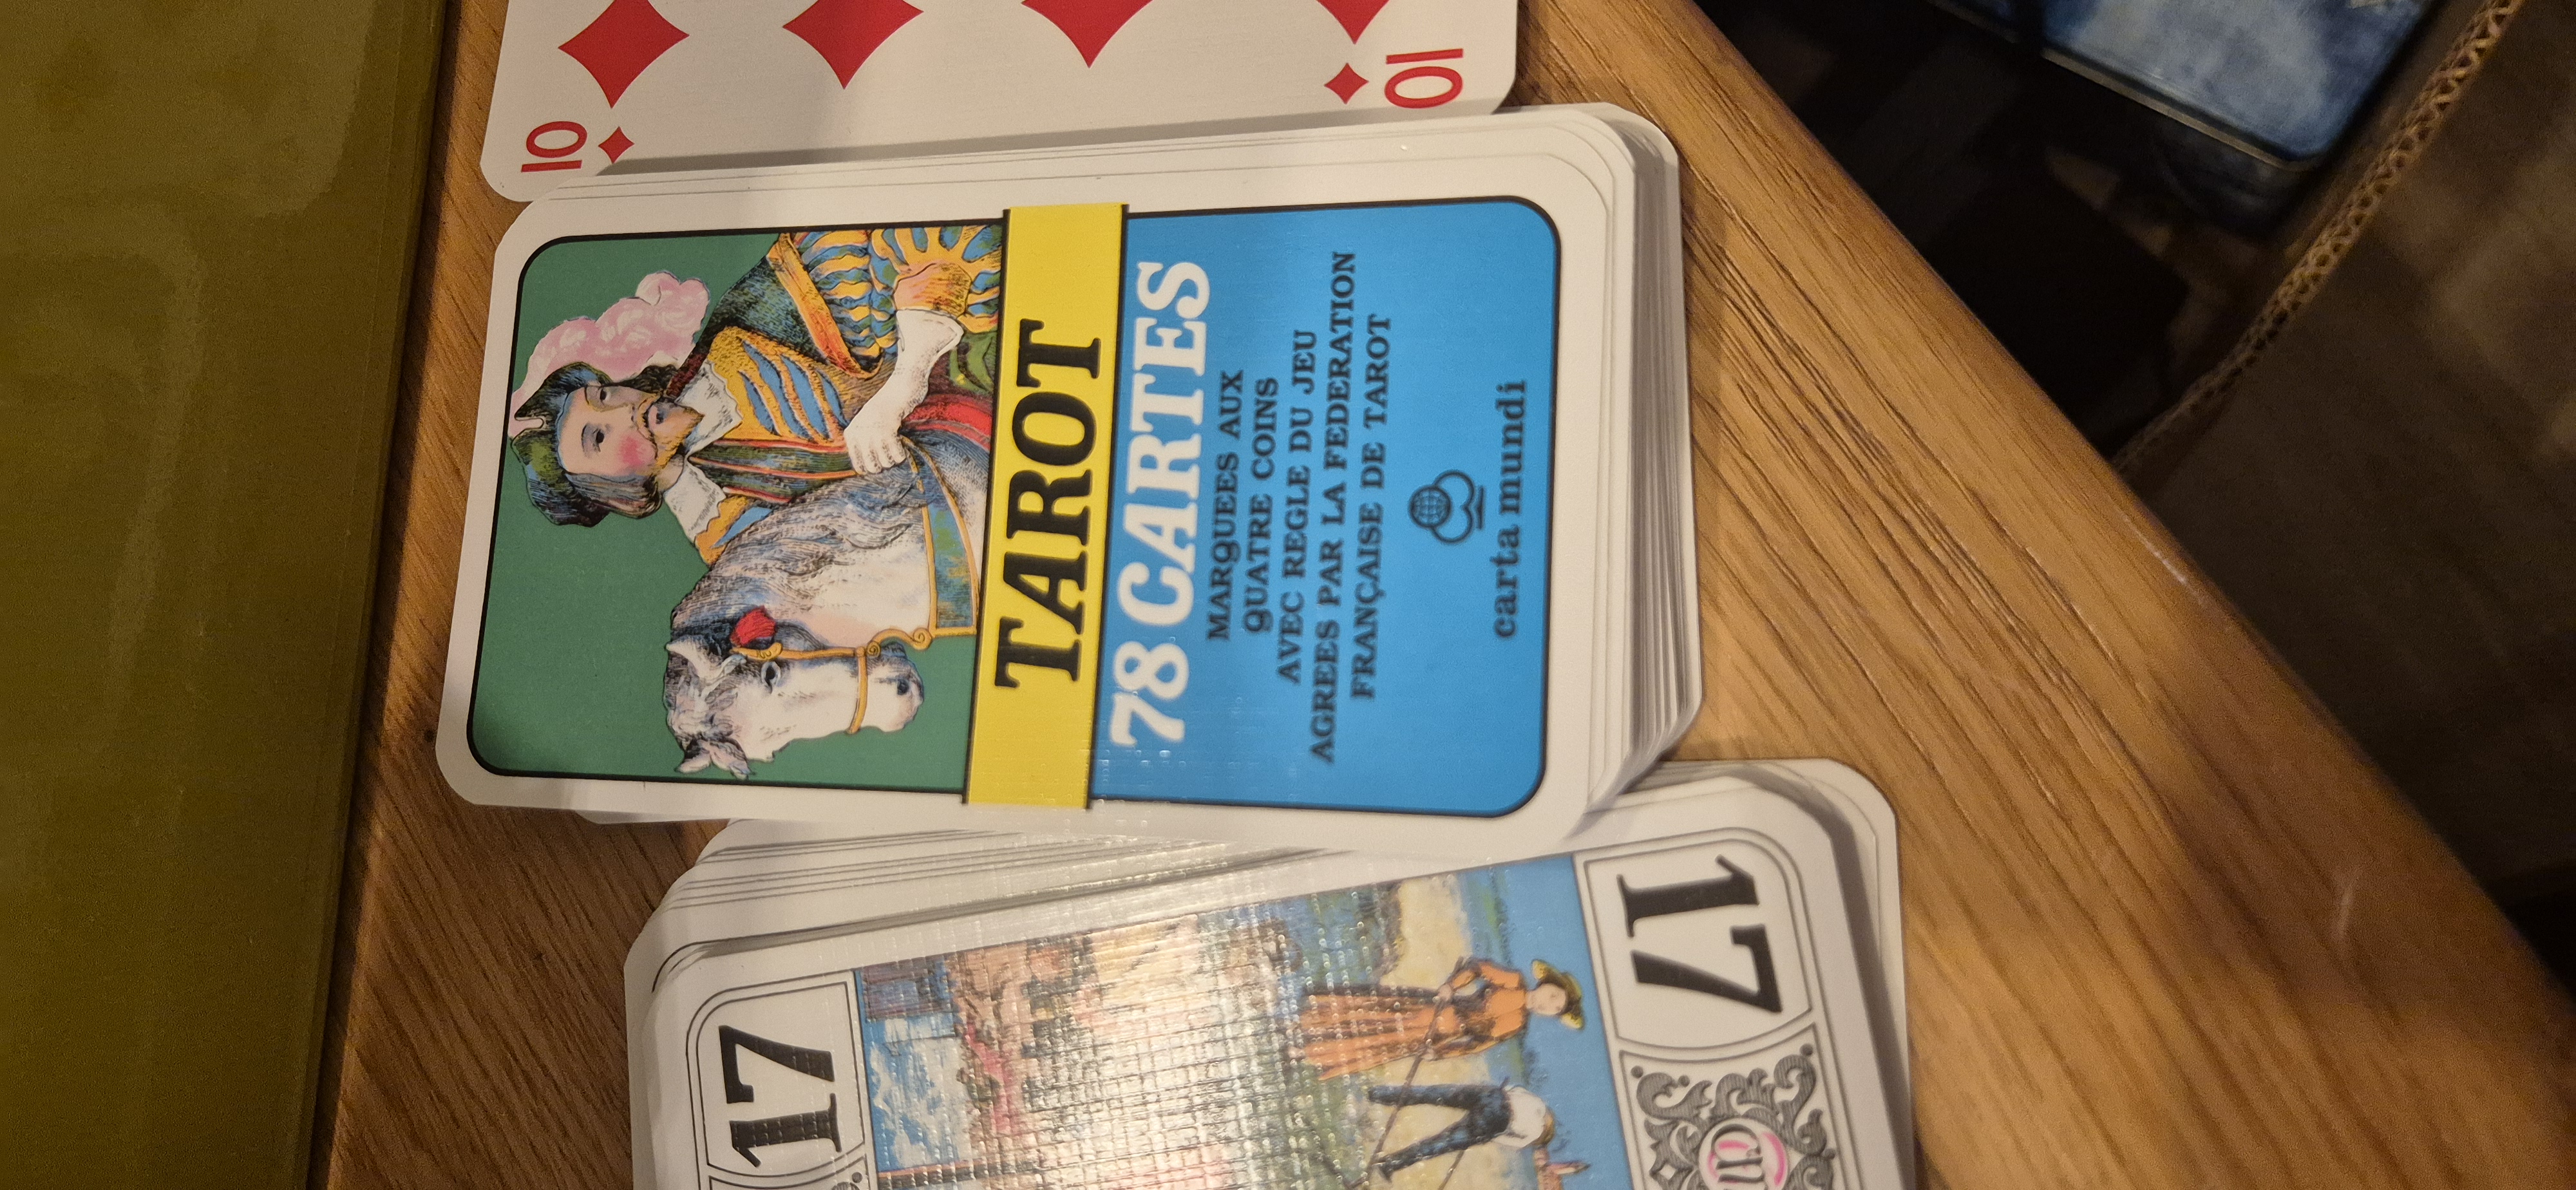 10
10
TAROT
78 CARTES
MARQUEES AUX
QUATRE COINS
AVEC REGLE DU JEU
AGREES PAR LA FEDERATION
FRANÇAISE DE TAROT
carta mundi
17
17